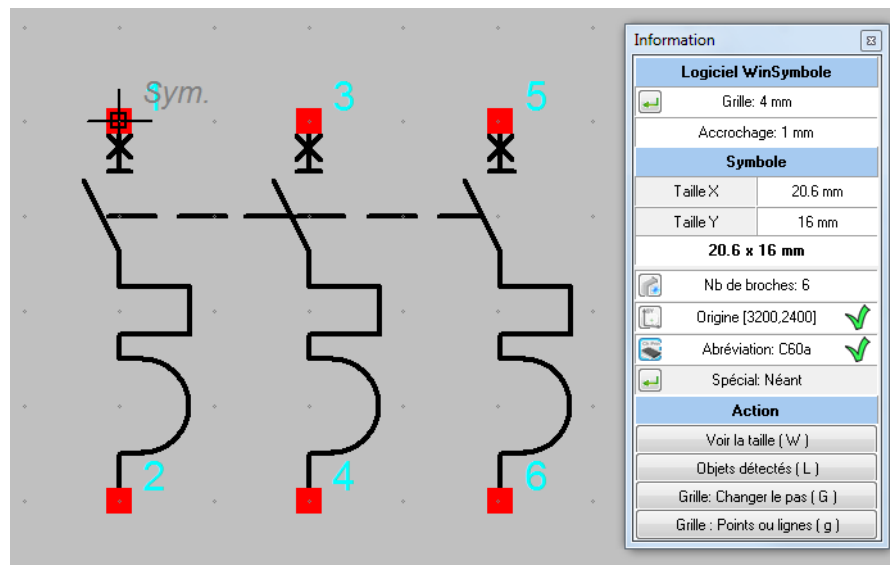 Sym.
1 3 5
2 4 6
Information
Logiciel WinSymbole
Grille: 4 mm
Accrochage: 1 mm
Symbole
Taille X 20.6 mm
Taille Y 16 mm
20.6 x 16 mm
Nb de broches: 6
Origine [3200,2400]
Abréviation: C60a
Spécial: Néant
Action
Voir la taille ( W )
Objets détectés ( L )
Grille: Changer le pas ( G )
Grille : Points ou lignes ( g )